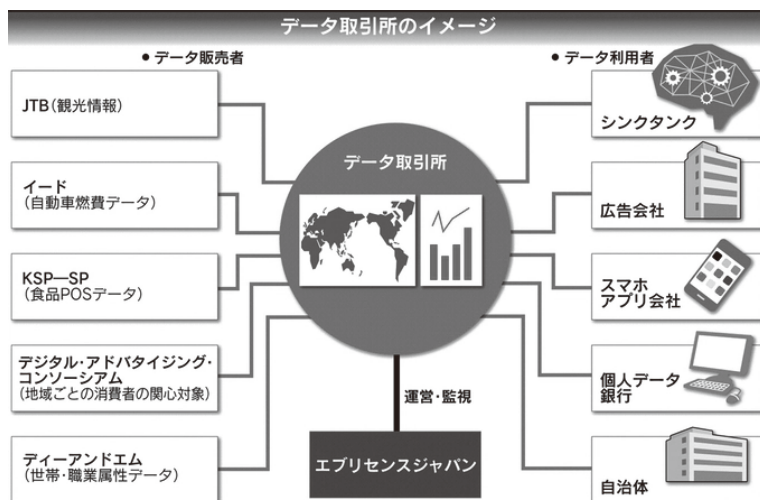 データ取引所のイメージ
● データ販売者
JTB（観光情報）
イード
（自動車燃費データ）
KSP—SP
（食品POSデータ）
デジタル・アドバタイジング・
コンソーシアム
（地域ごとの消費者の関心対象）
ディーアンドエム
（世帯・職業属性データ）
データ取引所
運営・監視
エブリセンスジャパン
● データ利用者
シンクタンク
広告会社
スマホ
アプリ会社
個人データ
銀行
自治体